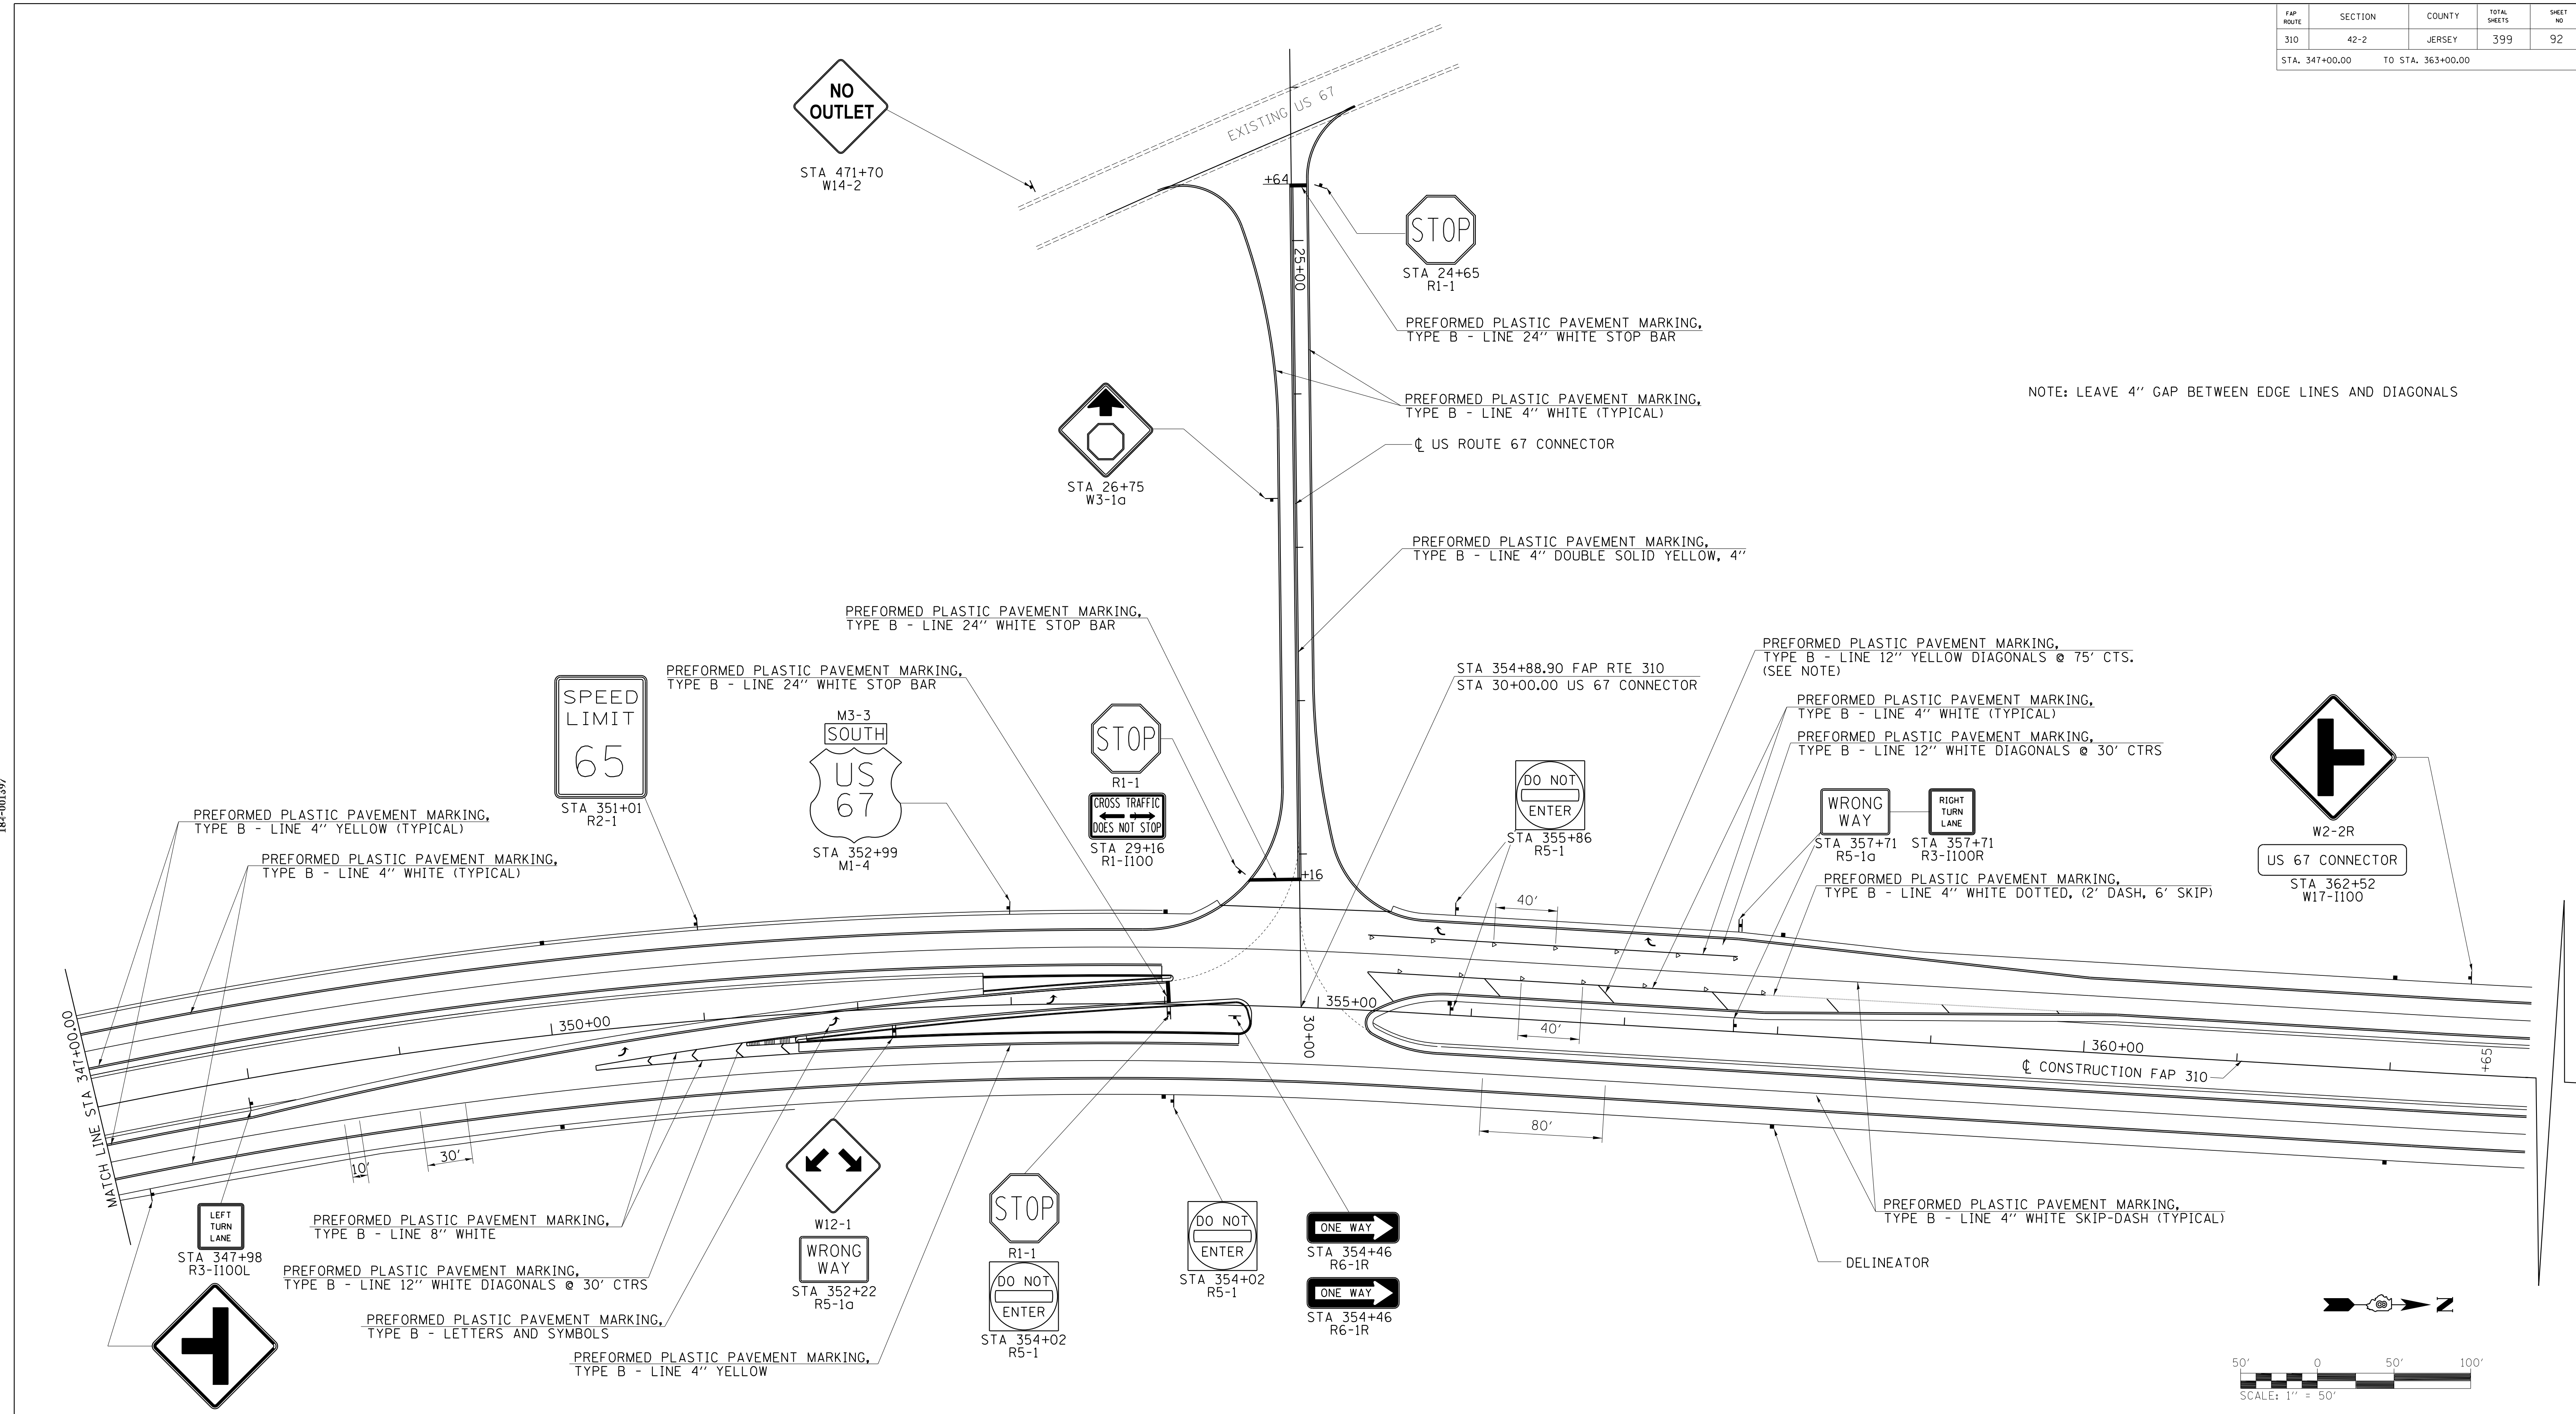 FAP ROUTE SECTION COUNTY TOTAL SHEETS SHEET NO
310 42-2 JERSEY 399 92
STA. 347+00.00 TO STA. 363+00.00
NO
OUTLET
STA 471+70
W14-2
EXISTING US 67
+64
25+00
STOP
STA 24+65
R1-1
PREFORMED PLASTIC PAVEMENT MARKING,
TYPE B - LINE 24'' WHITE STOP BAR
PREFORMED PLASTIC PAVEMENT MARKING,
TYPE B - LINE 4'' WHITE (TYPICAL)
NOTE: LEAVE 4'' GAP BETWEEN EDGE LINES AND DIAGONALS
℄ US ROUTE 67 CONNECTOR
STA 26+75
W3-1a
PREFORMED PLASTIC PAVEMENT MARKING,
TYPE B - LINE 4'' DOUBLE SOLID YELLOW, 4''
PREFORMED PLASTIC PAVEMENT MARKING,
TYPE B - LINE 24'' WHITE STOP BAR
PREFORMED PLASTIC PAVEMENT MARKING,
TYPE B - LINE 24'' WHITE STOP BAR
STA 354+88.90 FAP RTE 310
STA 30+00.00 US 67 CONNECTOR
PREFORMED PLASTIC PAVEMENT MARKING,
TYPE B - LINE 12'' YELLOW DIAGONALS @ 75' CTS.
(SEE NOTE)
PREFORMED PLASTIC PAVEMENT MARKING,
TYPE B - LINE 4'' WHITE (TYPICAL)
PREFORMED PLASTIC PAVEMENT MARKING,
TYPE B - LINE 12'' WHITE DIAGONALS @ 30' CTRS
SPEED
LIMIT
65
STA 351+01
R2-1
M3-3
SOUTH
US
67
STA 352+99
M1-4
STOP
R1-1
CROSS TRAFFIC
DOES NOT STOP
STA 29+16
R1-I100
DO NOT
ENTER
STA 355+86
R5-1
WRONG
WAY
STA 357+71
R5-1a
RIGHT
TURN
LANE
STA 357+71
R3-I100R
W2-2R
US 67 CONNECTOR
STA 362+52
W17-I100
PREFORMED PLASTIC PAVEMENT MARKING,
TYPE B - LINE 4'' YELLOW (TYPICAL)
PREFORMED PLASTIC PAVEMENT MARKING,
TYPE B - LINE 4'' WHITE (TYPICAL)
PREFORMED PLASTIC PAVEMENT MARKING,
TYPE B - LINE 4'' WHITE DOTTED, (2' DASH, 6' SKIP)
+16
40'
MATCH LINE STA 347+00.00
350+00
355+00
30+00
40'
360+00
+65
℄ CONSTRUCTION FAP 310
10'
30'
80'
LEFT
TURN
LANE
STA 347+98
R3-I100L
PREFORMED PLASTIC PAVEMENT MARKING,
TYPE B - LINE 8'' WHITE
PREFORMED PLASTIC PAVEMENT MARKING,
TYPE B - LINE 12'' WHITE DIAGONALS @ 30' CTRS
PREFORMED PLASTIC PAVEMENT MARKING,
TYPE B - LETTERS AND SYMBOLS
PREFORMED PLASTIC PAVEMENT MARKING,
TYPE B - LINE 4'' YELLOW
W12-1
WRONG
WAY
STA 352+22
R5-1a
STOP
R1-1
DO NOT
ENTER
STA 354+02
R5-1
DO NOT
ENTER
STA 354+02
R5-1
ONE WAY
STA 354+46
R6-1R
ONE WAY
STA 354+46
R6-1R
PREFORMED PLASTIC PAVEMENT MARKING,
TYPE B - LINE 4'' WHITE SKIP-DASH (TYPICAL)
DELINEATOR
N
50' 0 50' 100'
SCALE: 1'' = 50'